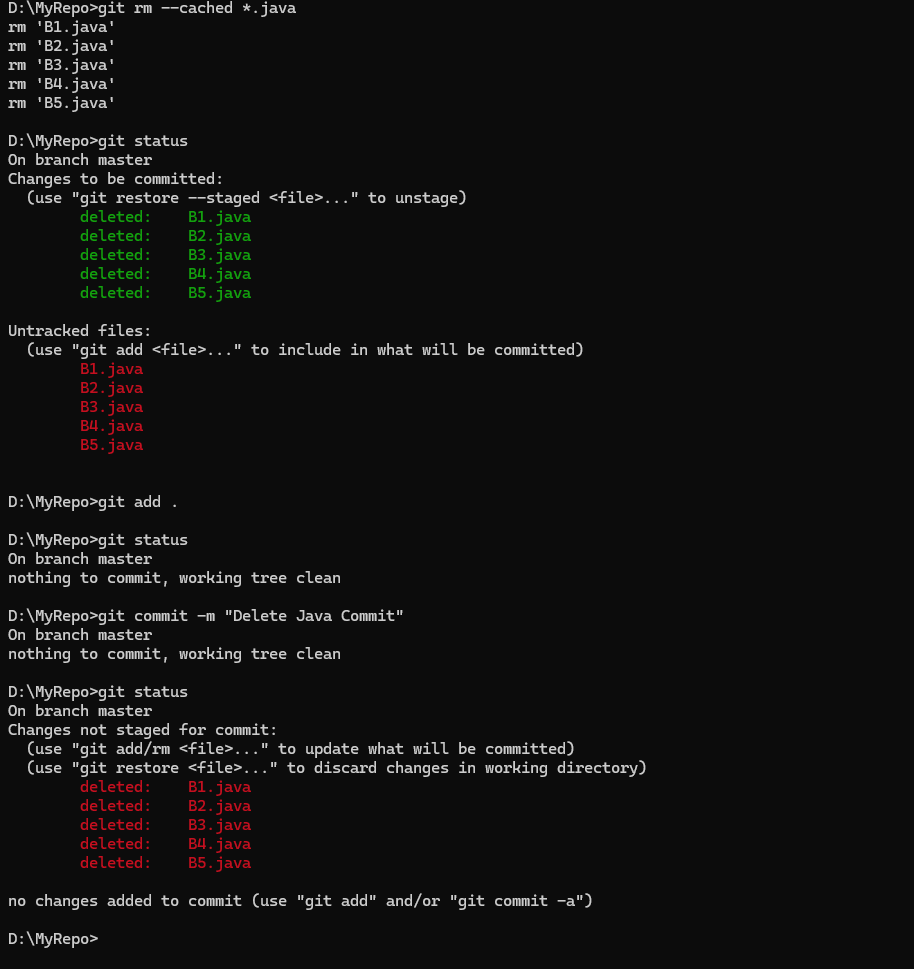 D:\MyRepo>git rm --cached *.java
rm 'B1.java'
rm 'B2.java'
rm 'B3.java'
rm 'B4.java'
rm 'B5.java'

D:\MyRepo>git status
On branch master
Changes to be committed:
  (use "git restore --staged <file>..." to unstage)
        deleted:    B1.java
        deleted:    B2.java
        deleted:    B3.java
        deleted:    B4.java
        deleted:    B5.java

Untracked files:
  (use "git add <file>..." to include in what will be committed)
        B1.java
        B2.java
        B3.java
        B4.java
        B5.java


D:\MyRepo>git add .

D:\MyRepo>git status
On branch master
nothing to commit, working tree clean

D:\MyRepo>git commit -m "Delete Java Commit"
On branch master
nothing to commit, working tree clean

D:\MyRepo>git status
On branch master
Changes not staged for commit:
  (use "git add/rm <file>..." to update what will be committed)
  (use "git restore <file>..." to discard changes in working directory)
        deleted:    B1.java
        deleted:    B2.java
        deleted:    B3.java
        deleted:    B4.java
        deleted:    B5.java

no changes added to commit (use "git add" and/or "git commit -a")

D:\MyRepo>